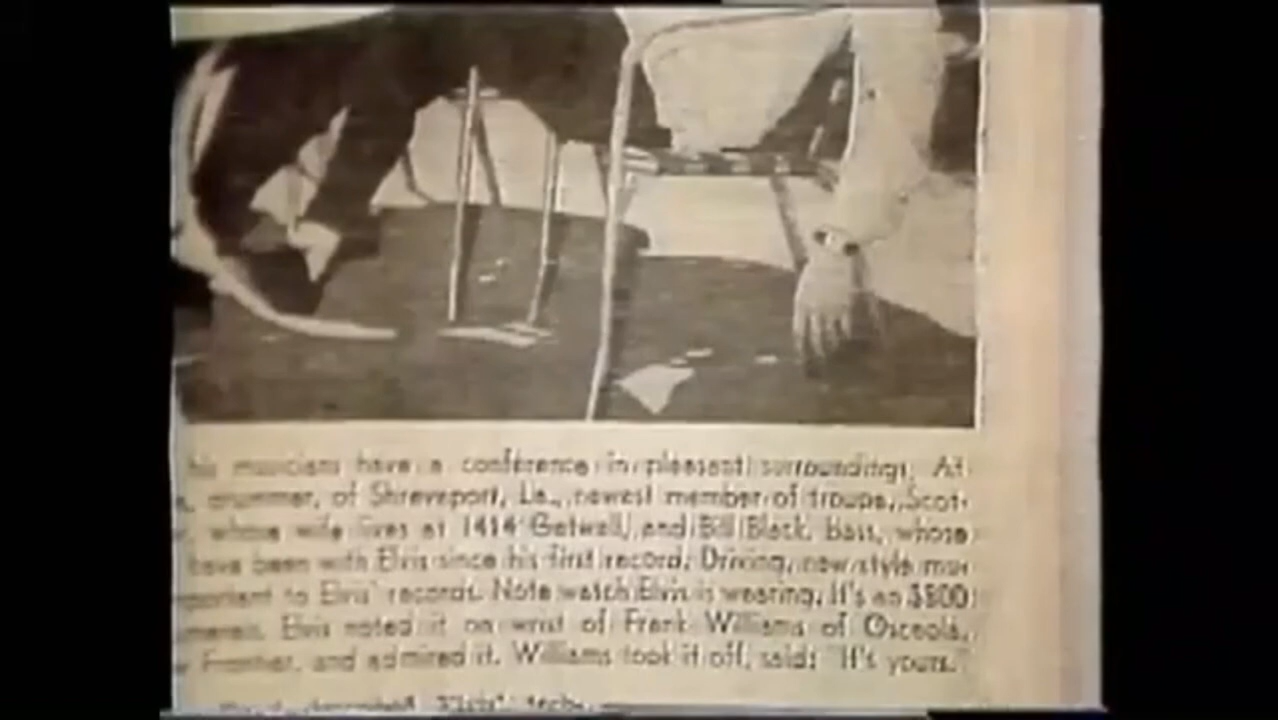 his musicians have a conference in pleasant surroundings. At
drummer, of Shreveport, La., newest member of troupe, Scot-
whose wife lives at 1414 Getwell, and Bill Black, bass, whose
have been with Elvis since his first record. Driving, new style mu-
portant to Elvis' records. Note watch Elvis is wearing. It's an $800
Elvis noted it on wrist of Frank Williams of Osceola,
Frontier, and admired it. Williams took it off, said: "It's yours."